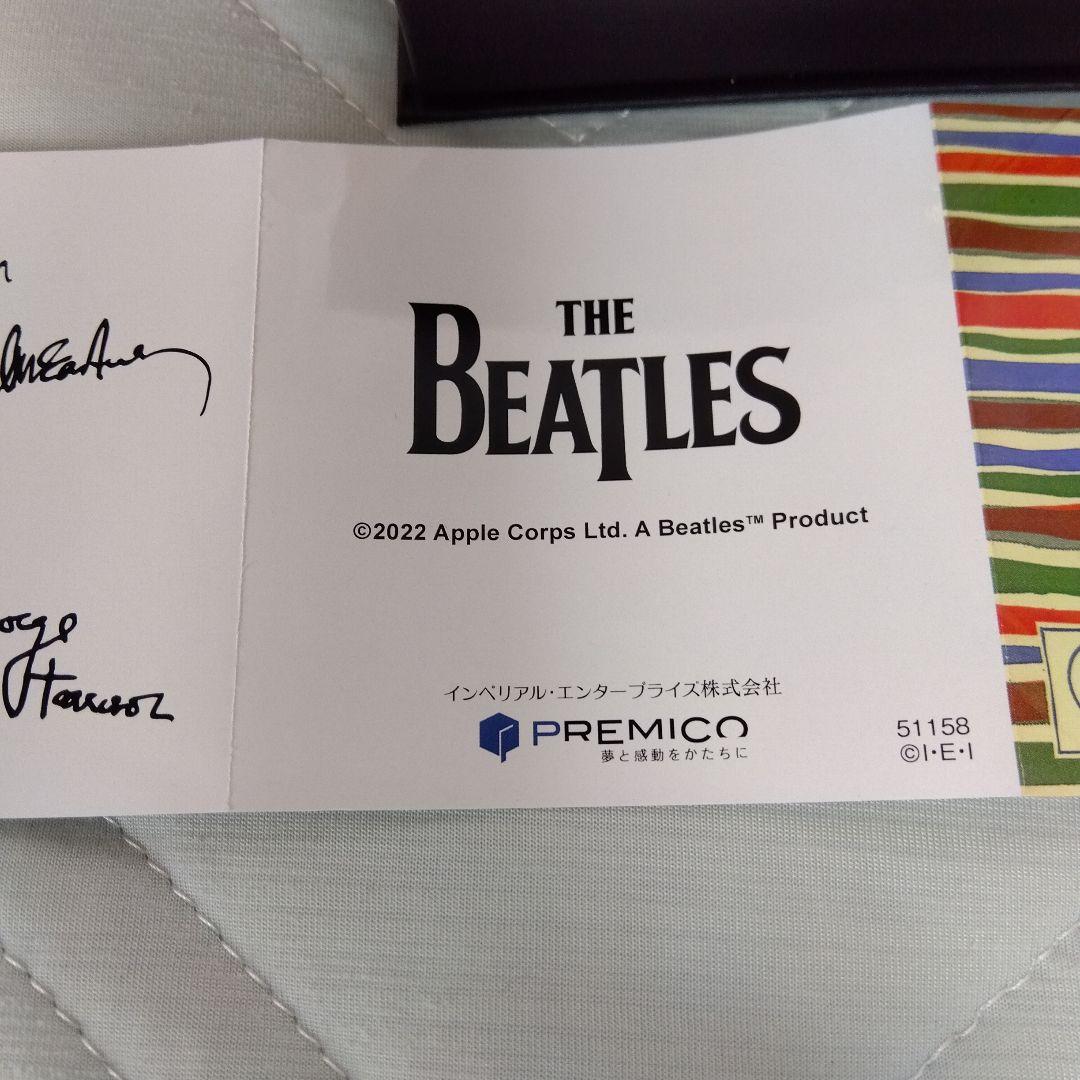 THE
BEATLES
©2022 Apple Corps Ltd. A Beatles™ Product
インペリアル・エンタープライズ株式会社
PREMICO
夢と感動をかたちに
51158
©I・E・I
Harrison